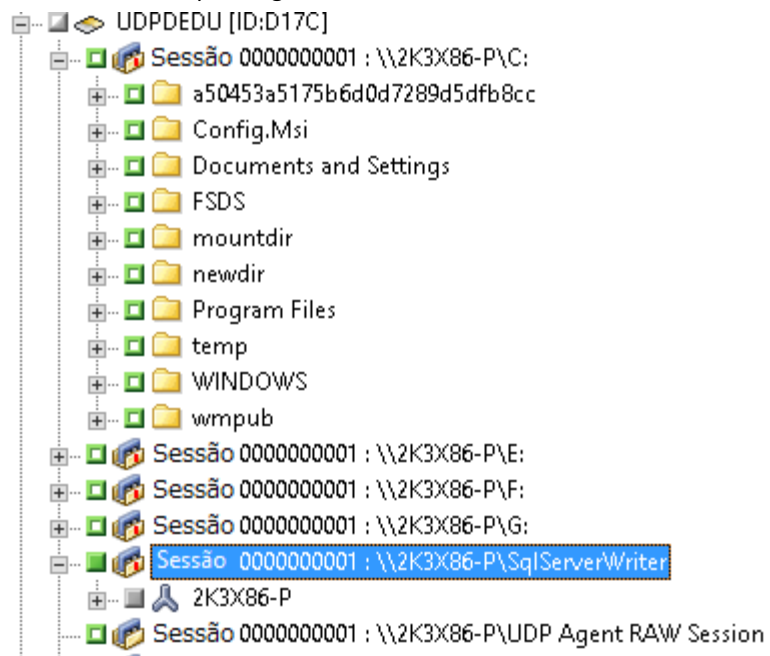 UDPDEDU [ID:D17C]
Sessão 0000000001 : \\2K3X86-P\C:
a50453a5175b6d0d7289d5dfb8cc
Config.Msi
Documents and Settings
FSDS
mountdir
newdir
Program Files
temp
WINDOWS
wmpub
Sessão 0000000001 : \\2K3X86-P\E:
Sessão 0000000001 : \\2K3X86-P\F:
Sessão 0000000001 : \\2K3X86-P\G:
Sessão 0000000001 : \\2K3X86-P\SqlServerWriter
2K3X86-P
Sessão 0000000001 : \\2K3X86-P\UDP Agent RAW Session